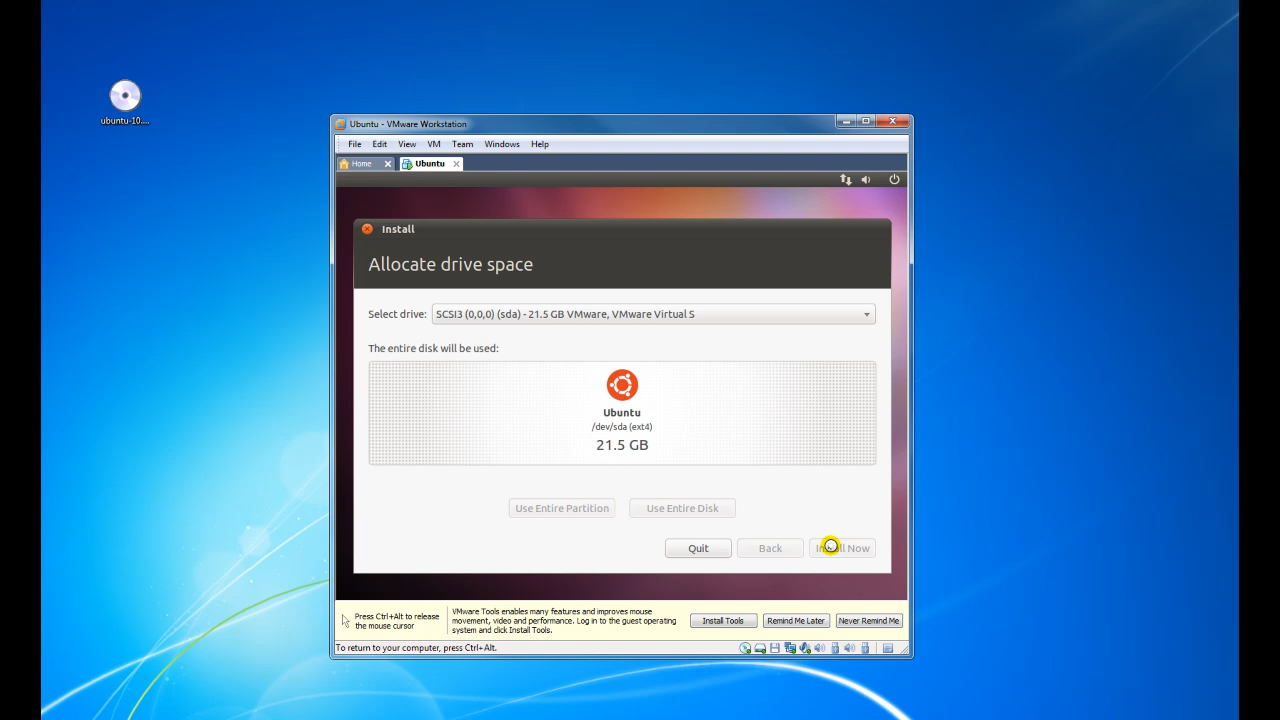 ubuntu-10....
Ubuntu - VMware Workstation
File Edit View VM Team Windows Help
Home Ubuntu
Install
Allocate drive space
Select drive: SCSI3 (0,0,0) (sda) - 21.5 GB VMware, VMware Virtual S
The entire disk will be used:
Ubuntu
/dev/sda (ext4)
21.5 GB
Use Entire Partition Use Entire Disk
Quit Back Install Now
Press Ctrl+Alt to release
the mouse cursor
VMware Tools enables many features and improves mouse
movement, video and performance. Log in to the guest operating
system and click Install Tools.
Install Tools Remind Me Later Never Remind Me
To return to your computer, press Ctrl+Alt.